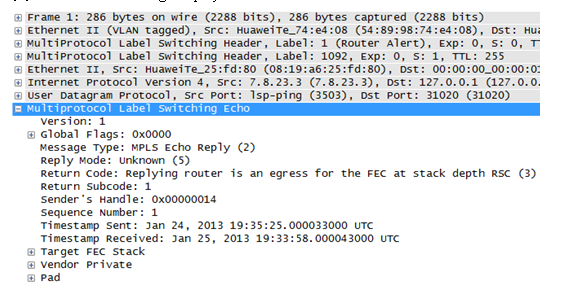 Frame 1: 286 bytes on wire (2288 bits), 286 bytes captured (2288 bits)
Ethernet II (VLAN tagged), Src: HuaweiTe_74:e4:08 (54:89:98:74:e4:08), Dst: Hua
MultiProtocol Label Switching Header, Label: 1 (Router Alert), Exp: 0, S: 0, T
MultiProtocol Label Switching Header, Label: 1092, Exp: 0, S: 1, TTL: 255
Ethernet II, Src: HuaweiTe_25:fd:80 (08:19:a6:25:fd:80), Dst: 00:00:00_00:00:0
Internet Protocol Version 4, Src: 7.8.23.3 (7.8.23.3), Dst: 127.0.0.1 (127.0.0.
User Datagram Protocol, Src Port: lsp-ping (3503), Dst Port: 31020 (31020)
Multiprotocol Label Switching Echo
Version: 1
Global Flags: 0x0000
Message Type: MPLS Echo Reply (2)
Reply Mode: Unknown (5)
Return Code: Replying router is an egress for the FEC at stack depth RSC (3)
Return Subcode: 1
Sender's Handle: 0x00000014
Sequence Number: 1
Timestamp Sent: Jan 24, 2013 19:35:25.000033000 UTC
Timestamp Received: Jan 25, 2013 19:33:58.000043000 UTC
Target FEC Stack
Vendor Private
Pad